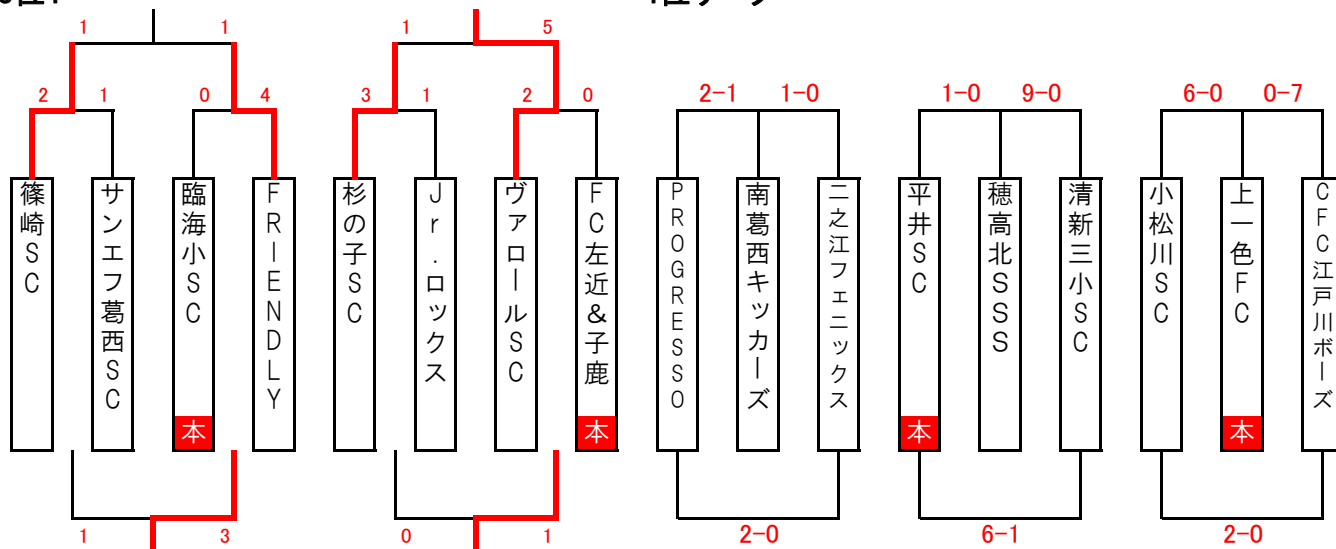 1 1 1 5
2 1 0 4 3 1 2 0 2-1 1-0 1-0 9-0 6-0 0-7
篠崎SC
サンエフ葛西SC
臨海小SC
本
FRIENDLY
杉の子SC
Jr.ロックス
ヴァロールSC
FC左近&子鹿
本
PROGRESSO
南葛西キッカーズ
二之江フェニックス
平井SC
本
穂高北SSS
清新三小SC
小松川SC
上一色FC
本
CFC江戸川ボーズ
1 3 0 1 2-0 6-1 2-0